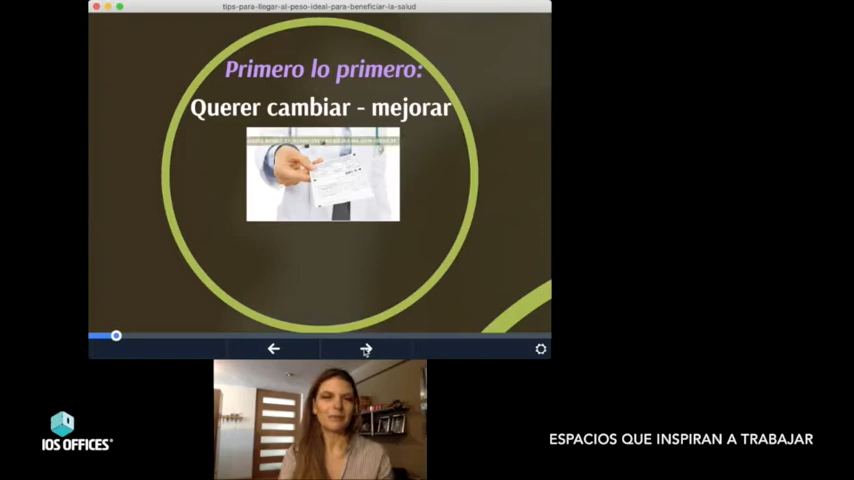 tips-para-llegar-al-peso-ideal-para-beneficiar-la-salud
Primero lo primero:
Querer cambiar - mejorar
IOS OFFICES®
ESPACIOS QUE INSPIRAN A TRABAJAR